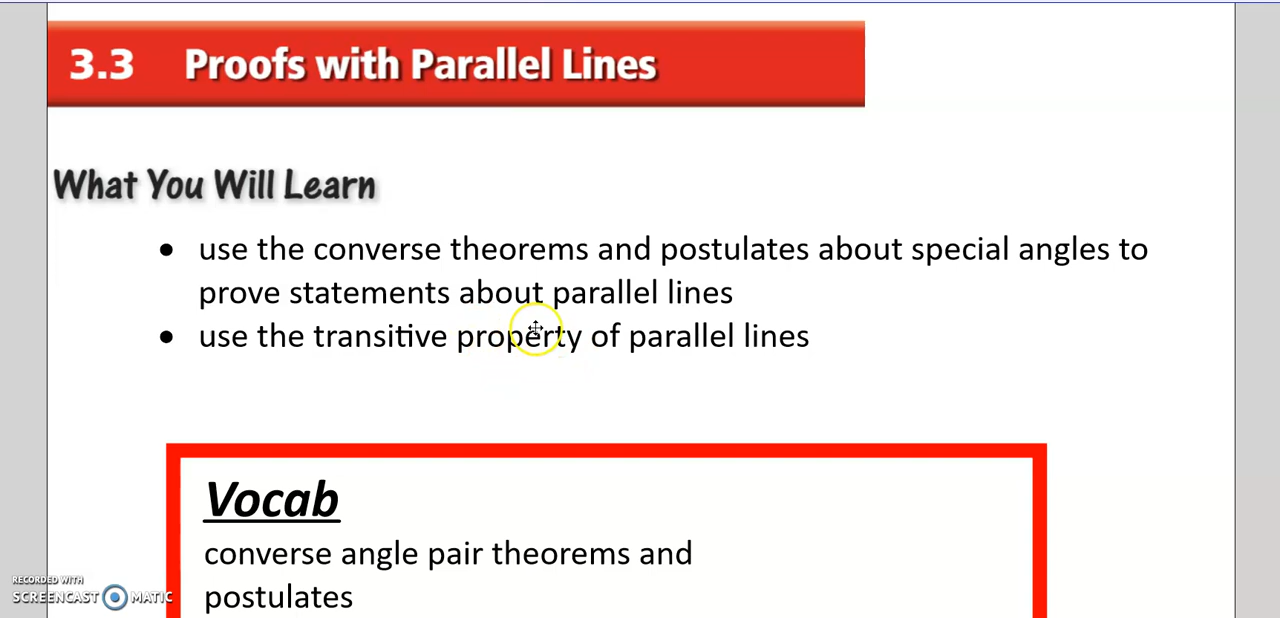 3.3 Proofs with Parallel Lines
What You Will Learn
• use the converse theorems and postulates about special angles to
prove statements about parallel lines
• use the transitive property of parallel lines
Vocab
converse angle pair theorems and
postulates
RECORDED WITH
SCREENCAST MATIC